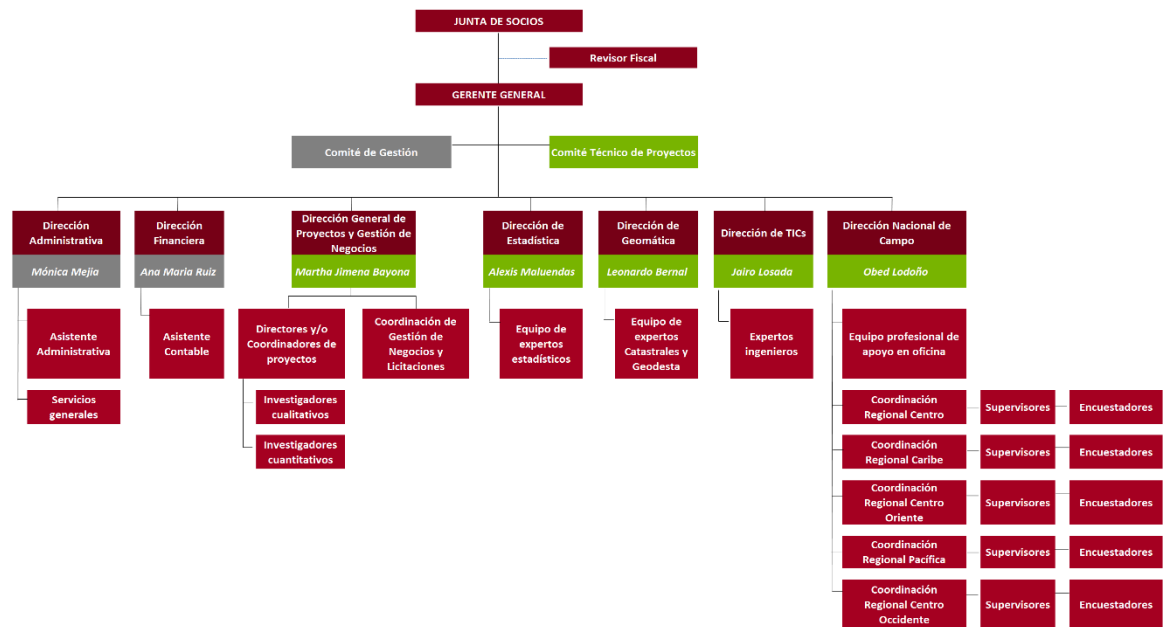 JUNTA DE SOCIOS
Revisor Fiscal
GERENTE GENERAL
Comité de Gestión
Comité Técnico de Proyectos
Dirección
Administrativa
Mónica Mejia
Dirección
Financiera
Ana Maria Ruiz
Dirección General de
Proyectos y Gestión de
Negocios
Martha Jimena Bayona
Dirección de
Estadística
Alexis Maluendas
Dirección de
Geomática
Leonardo Bernal
Dirección de TICs
Jairo Losada
Dirección Nacional de
Campo
Obed Lodoño
Asistente
Administrativa
Servicios
generales
Asistente
Contable
Directores y/o
Coordinadores de
proyectos
Investigadores
cualitativos
Investigadores
cuantitativos
Coordinación de
Gestión de
Negocios y
Licitaciones
Equipo de
expertos
estadísticos
Equipo de
expertos
Catastrales y
Geodesta
Expertos
ingenieros
Equipo profesional de
apoyo en oficina
Coordinación
Regional Centro
Supervisores
Encuestadores
Coordinación
Regional Caribe
Supervisores
Encuestadores
Coordinación
Regional Centro
Oriente
Supervisores
Encuestadores
Coordinación
Regional Pacífica
Supervisores
Encuestadores
Coordinación
Regional Centro
Occidente
Supervisores
Encuestadores